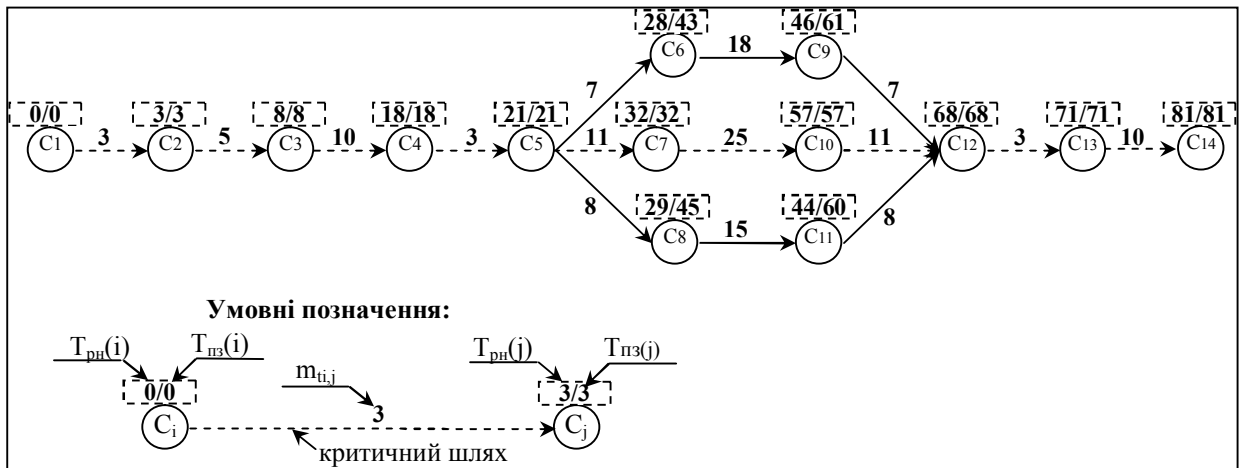 28/43 46/61
C6 18 C9
7 7
0/0 3/3 8/8 18/18 21/21 32/32 57/57 68/68 71/71 81/81
C1 3 C2 5 C3 10 C4 3 C5 11 C7 25 C10 11 C12 3 C13 10 C14
8 29/45 44/60 8
C8 15 C11
Умовні позначення:
Tрн(i) Tпз(i) Tрн(j) Tпз(j)
mti,j
0/0 3/3
Ci 3 Cj
критичний шлях